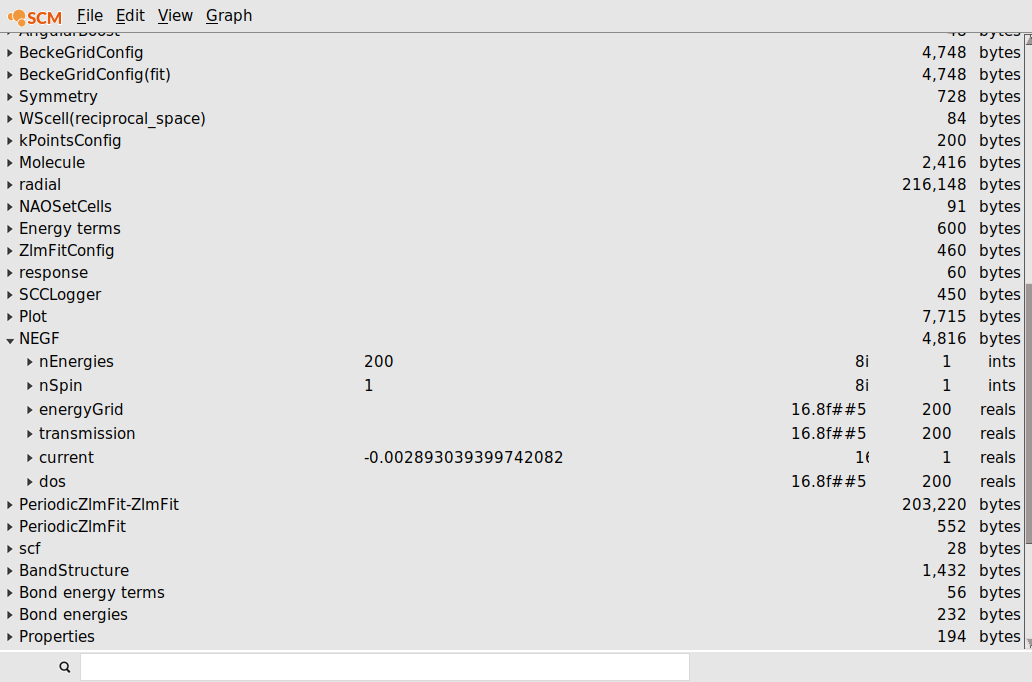 SCM File Edit View Graph
AngularBoost 48 bytes
BeckeGridConfig 4,748 bytes
BeckeGridConfig(fit) 4,748 bytes
Symmetry 728 bytes
WScell(reciprocal_space) 84 bytes
kPointsConfig 200 bytes
Molecule 2,416 bytes
radial 216,148 bytes
NAOSetCells 91 bytes
Energy terms 600 bytes
ZlmFitConfig 460 bytes
response 60 bytes
SCCLogger 450 bytes
Plot 7,715 bytes
NEGF 4,816 bytes
nEnergies 200 8i 1 ints
nSpin 1 8i 1 ints
energyGrid 16.8f##5 200 reals
transmission 16.8f##5 200 reals
current -0.002893039399742082 16 1 reals
dos 16.8f##5 200 reals
PeriodicZlmFit-ZlmFit 203,220 bytes
PeriodicZlmFit 552 bytes
scf 28 bytes
BandStructure 1,432 bytes
Bond energy terms 56 bytes
Bond energies 232 bytes
Properties 194 bytes